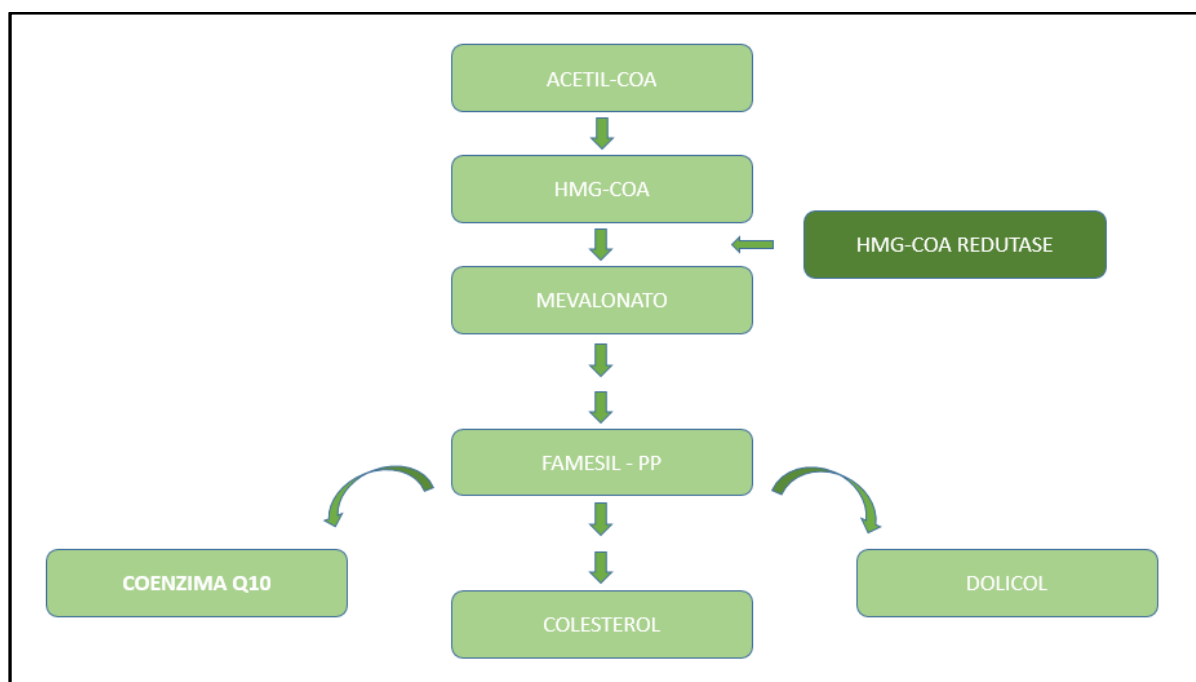 ACETIL-COA
HMG-COA
HMG-COA REDUTASE
MEVALONATO
FAMESIL - PP
COENZIMA Q10
DOLICOL
COLESTEROL